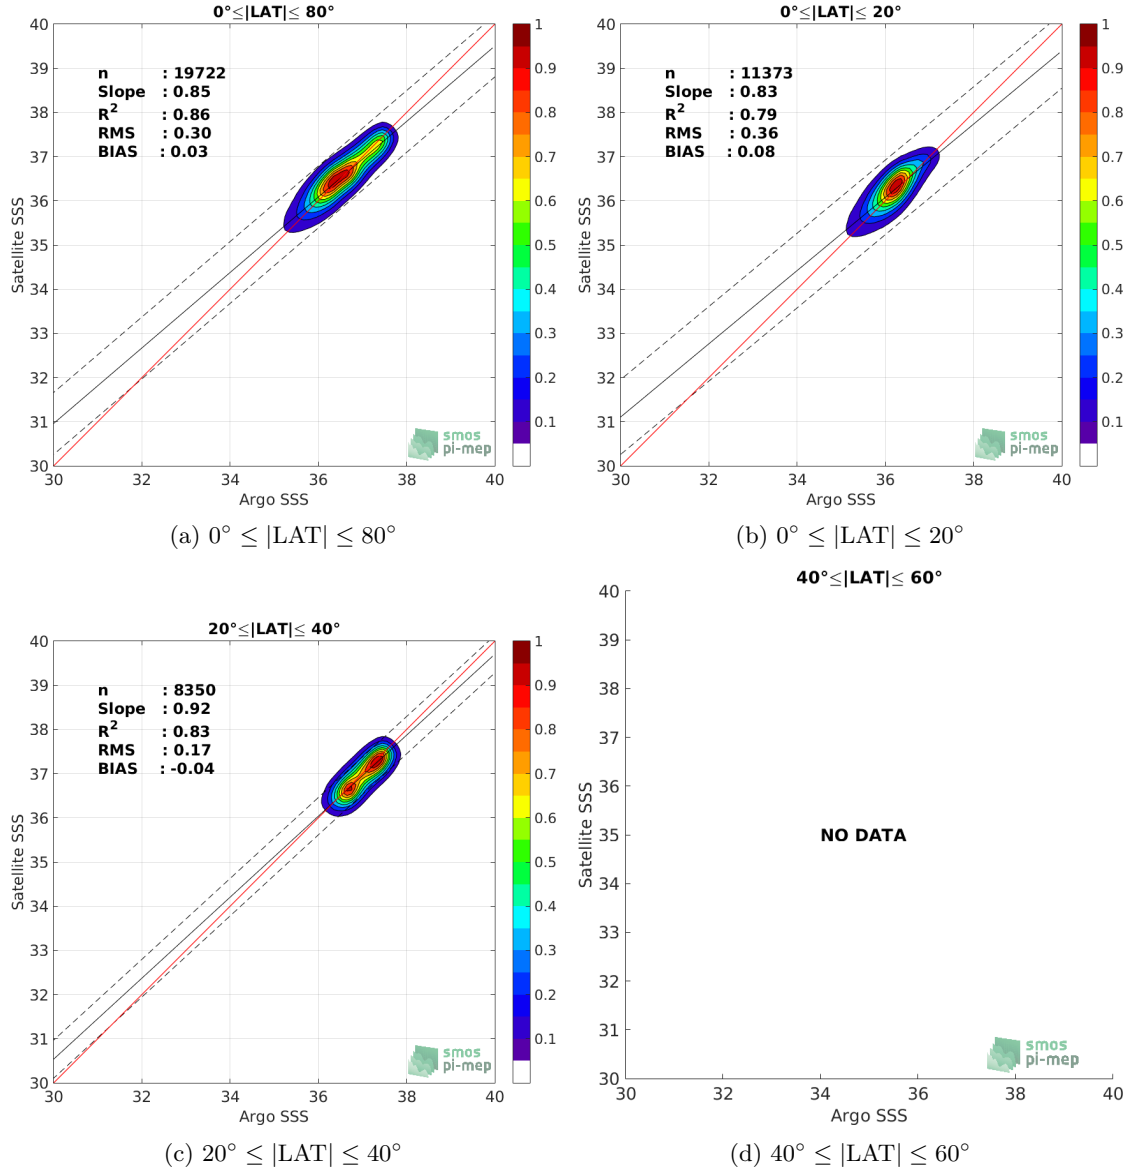 0°≤|LAT|≤ 80°
40
39
38
37
36
35
34
33
32
31
30
Satellite SSS
n : 19722
Slope : 0.85
R2 : 0.86
RMS : 0.30
BIAS : 0.03
smos
pi-mep
30 32 34 36 38 40
Argo SSS
1
0.9
0.8
0.7
0.6
0.5
0.4
0.3
0.2
0.1
(a) 0° ≤ |LAT| ≤ 80°
0°≤|LAT|≤ 20°
40
39
38
37
36
35
34
33
32
31
30
Satellite SSS
n : 11373
Slope : 0.83
R2 : 0.79
RMS : 0.36
BIAS : 0.08
smos
pi-mep
30 32 34 36 38 40
Argo SSS
1
0.9
0.8
0.7
0.6
0.5
0.4
0.3
0.2
0.1
(b) 0° ≤ |LAT| ≤ 20°
20°≤|LAT|≤ 40°
40
39
38
37
36
35
34
33
32
31
30
Satellite SSS
n : 8350
Slope : 0.92
R2 : 0.83
RMS : 0.17
BIAS : -0.04
smos
pi-mep
30 32 34 36 38 40
Argo SSS
1
0.9
0.8
0.7
0.6
0.5
0.4
0.3
0.2
0.1
(c) 20° ≤ |LAT| ≤ 40°
40°≤|LAT|≤ 60°
40
39
38
37
36
35
34
33
32
31
30
Satellite SSS
NO DATA
smos
pi-mep
30 32 34 36 38 40
Argo SSS
(d) 40° ≤ |LAT| ≤ 60°